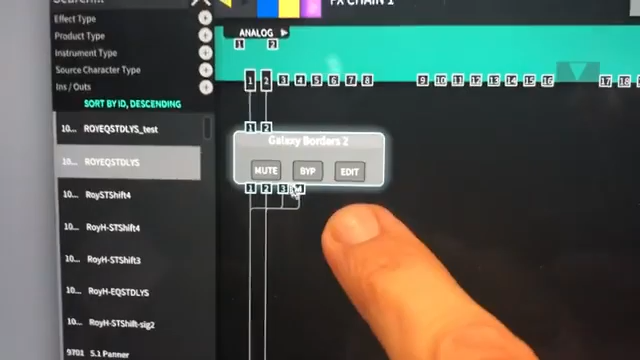 FX CHAIN 1
Effect Type
Product Type
Instrument Type
Source Character Type
Ins / Outs
SORT BY ID, DESCENDING
10... ROYEQSTDLYS_test
10... ROYEQSTDLYS
10... RoySTShift4
10... RoyH-STShift4
10... RoyH-STShift3
10... RoyH-EQSTDLYS
10... RoyH-STShift-sig2
9701 5.1 Panner
ANALOG
1 2
1 2 3 4 5 6 7 8 9 10 11 12 13 14 15 16 17 18
1 2
Galaxy Borders 2
MUTE BYP EDIT
1 2 3